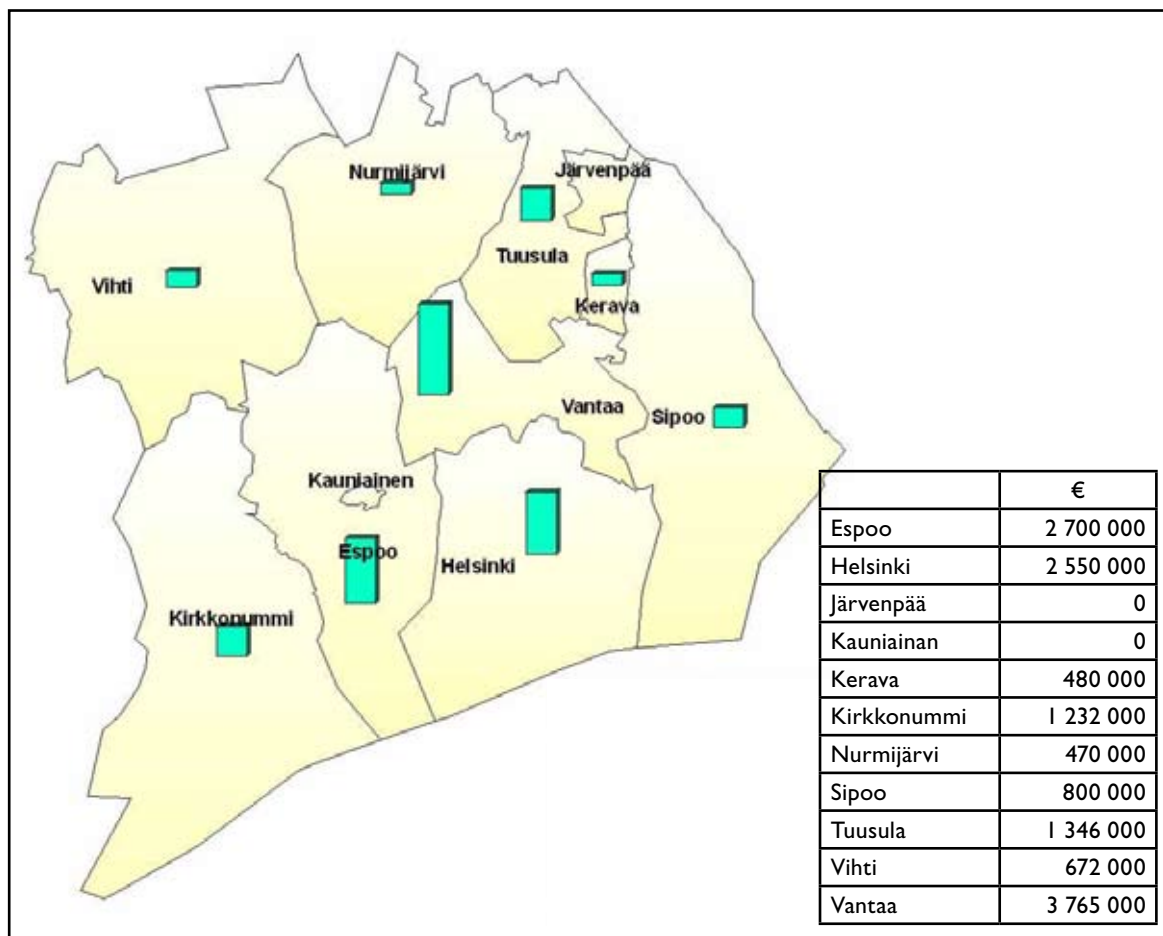 Nurmijärvi
Järvenpää
Tuusula
Vihti
Kerava
Vantaa
Sipoo
Kauniainen
Espoo
Helsinki
Kirkkonummi
€
Espoo 2 700 000
Helsinki 2 550 000
Järvenpää 0
Kauniainan 0
Kerava 480 000
Kirkkonummi 1 232 000
Nurmijärvi 470 000
Sipoo 800 000
Tuusula 1 346 000
Vihti 672 000
Vantaa 3 765 000